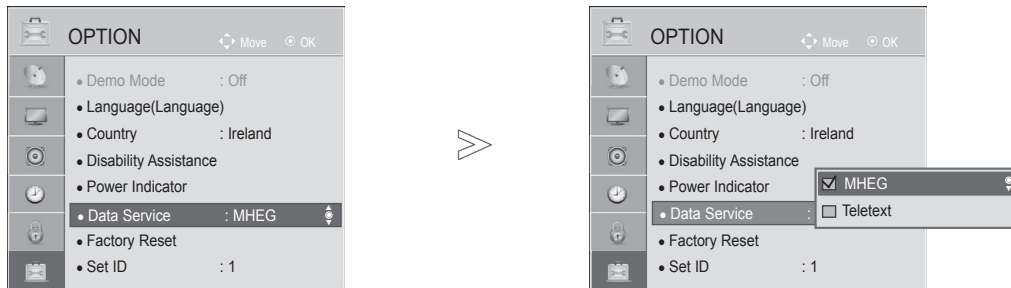 OPTION
Move OK
• Demo Mode : Off
• Language(Language)
• Country : Ireland
• Disability Assistance
• Power Indicator
• Data Service : MHEG
• Factory Reset
• Set ID : 1
OPTION
Move OK
• Demo Mode : Off
• Language(Language)
• Country : Ireland
• Disability Assistance
• Power Indicator
• Data Service :
• Factory Reset
• Set ID : 1
MHEG
Teletext